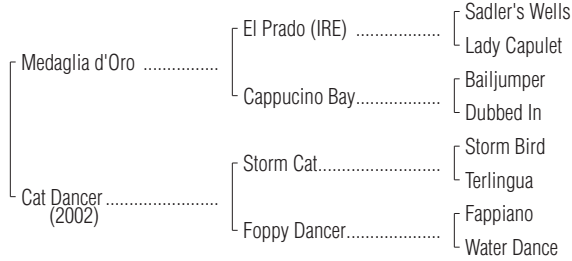 Sadler's Wells
El Prado (IRE) ...................
Lady Capulet
Medaglia d'Oro ................
Bailjumper
Cappucino Bay...................
Dubbed In
Storm Bird
Storm Cat...........................
Terlingua
Cat Dancer ........................
(2002)
Fappiano
Foppy Dancer.....................
Water Dance